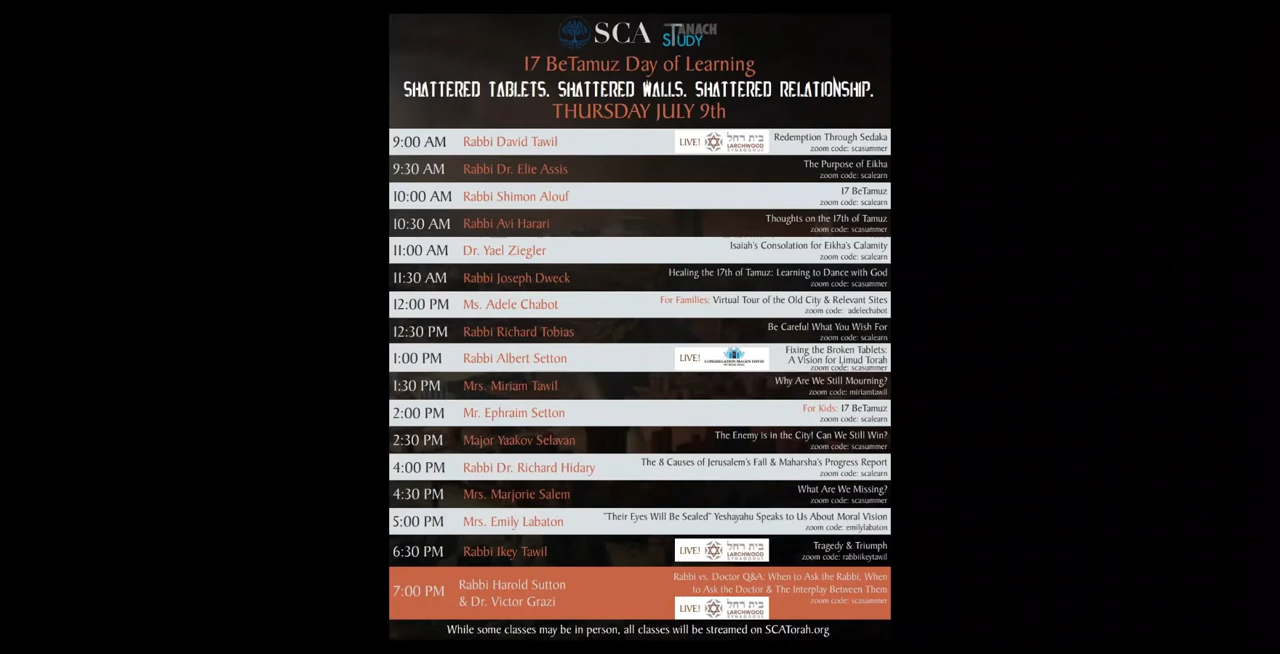 SCA TANACH STUDY
17 BeTamuz Day of Learning
SHATTERED TABLETS. SHATTERED WALLS. SHATTERED RELATIONSHIP.
THURSDAY JULY 9th
9:00 AM Rabbi David Tawil LIVE! בית רחל LARCHWOOD SYNAGOGUE Redemption Through Sedaka
zoom code: scasummer
9:30 AM Rabbi Dr. Elie Assis The Purpose of Eikha
zoom code: scalearn
10:00 AM Rabbi Shimon Alouf 17 BeTamuz
zoom code: scalearn
10:30 AM Rabbi Avi Harari Thoughts on the 17th of Tamuz
zoom code: scasummer
11:00 AM Dr. Yael Ziegler Isaiah's Consolation for Eikha's Calamity
zoom code: scalearn
11:30 AM Rabbi Joseph Dweck Healing the 17th of Tamuz: Learning to Dance with God
zoom code: scasummer
12:00 PM Ms. Adele Chabot For Families: Virtual Tour of the Old City & Relevant Sites
zoom code: adelechabot
12:30 PM Rabbi Richard Tobias Be Careful What You Wish For
zoom code: scalearn
1:00 PM Rabbi Albert Setton LIVE! CONGREGATION MAGEN DAVID Fixing the Broken Tablets:
A Vision for Limud Torah
zoom code: scasummer
1:30 PM Mrs. Miriam Tawil Why Are We Still Mourning?
zoom code: miriamtawil
2:00 PM Mr. Ephraim Setton For Kids: 17 BeTamuz
zoom code: scalearn
2:30 PM Major Yaakov Selavan The Enemy is in the City! Can We Still Win?
zoom code: scasummer
4:00 PM Rabbi Dr. Richard Hidary The 8 Causes of Jerusalem's Fall & Maharsha's Progress Report
zoom code: scalearn
4:30 PM Mrs. Marjorie Salem What Are We Missing?
zoom code: scasummer
5:00 PM Mrs. Emily Labaton "Their Eyes Will Be Sealed" Yeshayahu Speaks to Us About Moral Vision
zoom code: emilylabaton
6:30 PM Rabbi Ikey Tawil LIVE! בית רחל LARCHWOOD SYNAGOGUE Tragedy & Triumph
zoom code: rabbiikeytawil
7:00 PM Rabbi Harold Sutton & Dr. Victor Grazi Rabbi vs. Doctor Q&A: When to Ask the Rabbi, When
to Ask the Doctor & The Interplay Between Them
zoom code: scasummer
LIVE! בית רחל LARCHWOOD SYNAGOGUE
While some classes may be in person, all classes will be streamed on SCATorah.org